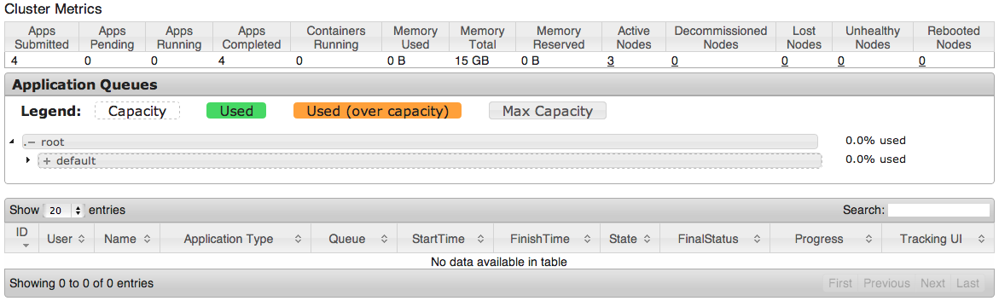 Cluster Metrics
Apps Submitted Apps Pending Apps Running Apps Completed Containers Running Memory Used Memory Total Memory Reserved Active Nodes Decommissioned Nodes Lost Nodes Unhealthy Nodes Rebooted Nodes
4 0 0 4 0 0 B 15 GB 0 B 3 0 0 0 0
Application Queues
Legend: Capacity Used Used (over capacity) Max Capacity
.− root 0.0% used
+ default 0.0% used
Show 20 entries Search:
ID User Name Application Type Queue StartTime FinishTime State FinalStatus Progress Tracking UI
No data available in table
Showing 0 to 0 of 0 entries First Previous Next Last